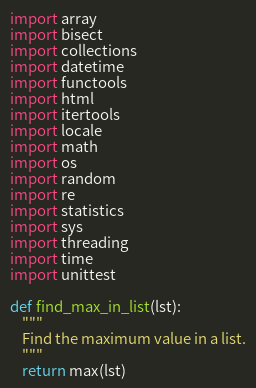 import array
import bisect
import collections
import datetime
import functools
import html
import itertools
import locale
import math
import os
import random
import re
import statistics
import sys
import threading
import time
import unittest

def find_max_in_list(lst):
    """
    Find the maximum value in a list.
    """
    return max(lst)